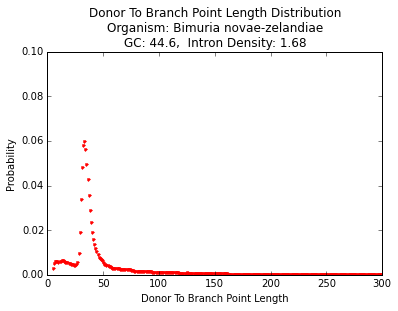 Donor To Branch Point Length Distribution
Organism: Bimuria novae-zelandiae
GC: 44.6,  Intron Density: 1.68
0.10
0.08
0.06
0.04
0.02
0.00
Probability
0 50 100 150 200 250 300
Donor To Branch Point Length